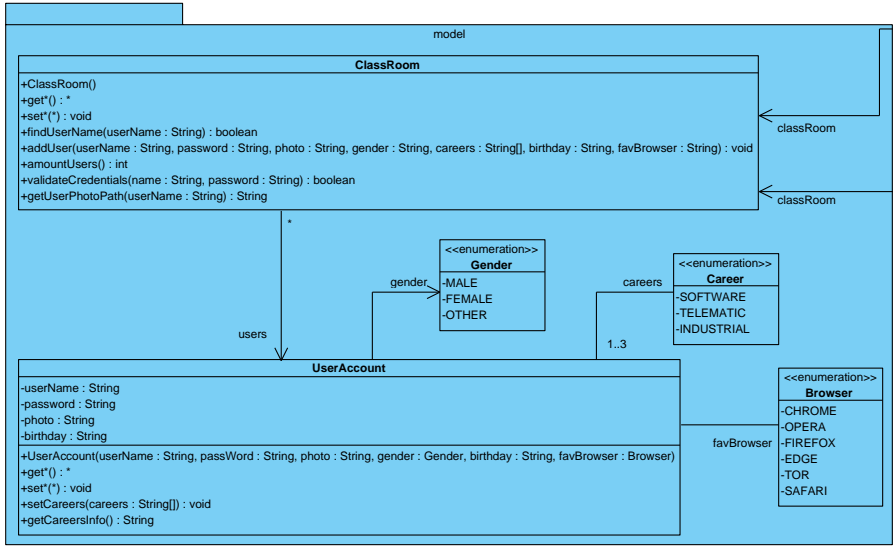 model
ClassRoom
+ClassRoom()
+get*() : *
+set*(*) : void
+findUserName(userName : String) : boolean
+addUser(userName : String, password : String, photo : String, gender : String, careers : String[], birthday : String, favBrowser : String) : void
+amountUsers() : int
+validateCredentials(name : String, password : String) : boolean
+getUserPhotoPath(userName : String) : String
classRoom
classRoom
*
users
<<enumeration>>
Gender
-MALE
-FEMALE
-OTHER
gender
<<enumeration>>
Career
-SOFTWARE
-TELEMATIC
-INDUSTRIAL
careers
1..3
UserAccount
-userName : String
-password : String
-photo : String
-birthday : String
+UserAccount(userName : String, passWord : String, photo : String, gender : Gender, birthday : String, favBrowser : Browser)
+get*() : *
+set*(*) : void
+setCareers(careers : String[]) : void
+getCareersInfo() : String
favBrowser
<<enumeration>>
Browser
-CHROME
-OPERA
-FIREFOX
-EDGE
-TOR
-SAFARI